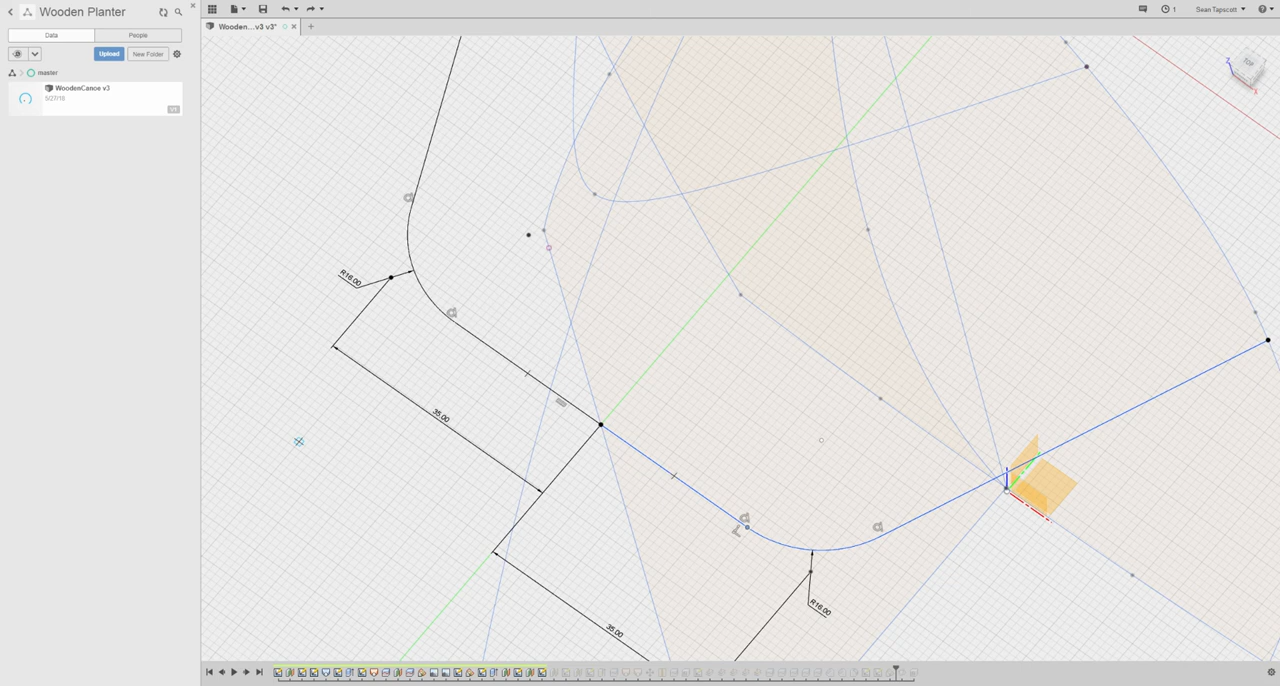 Wooden Planter
Data
People
Upload
New Folder
master
WoodenCanoe v3
5/27/18
Wooden...v3 v3*
1
Sean Tapscott
TOP
Z
X
R16.00
35.00
35.00
R16.00